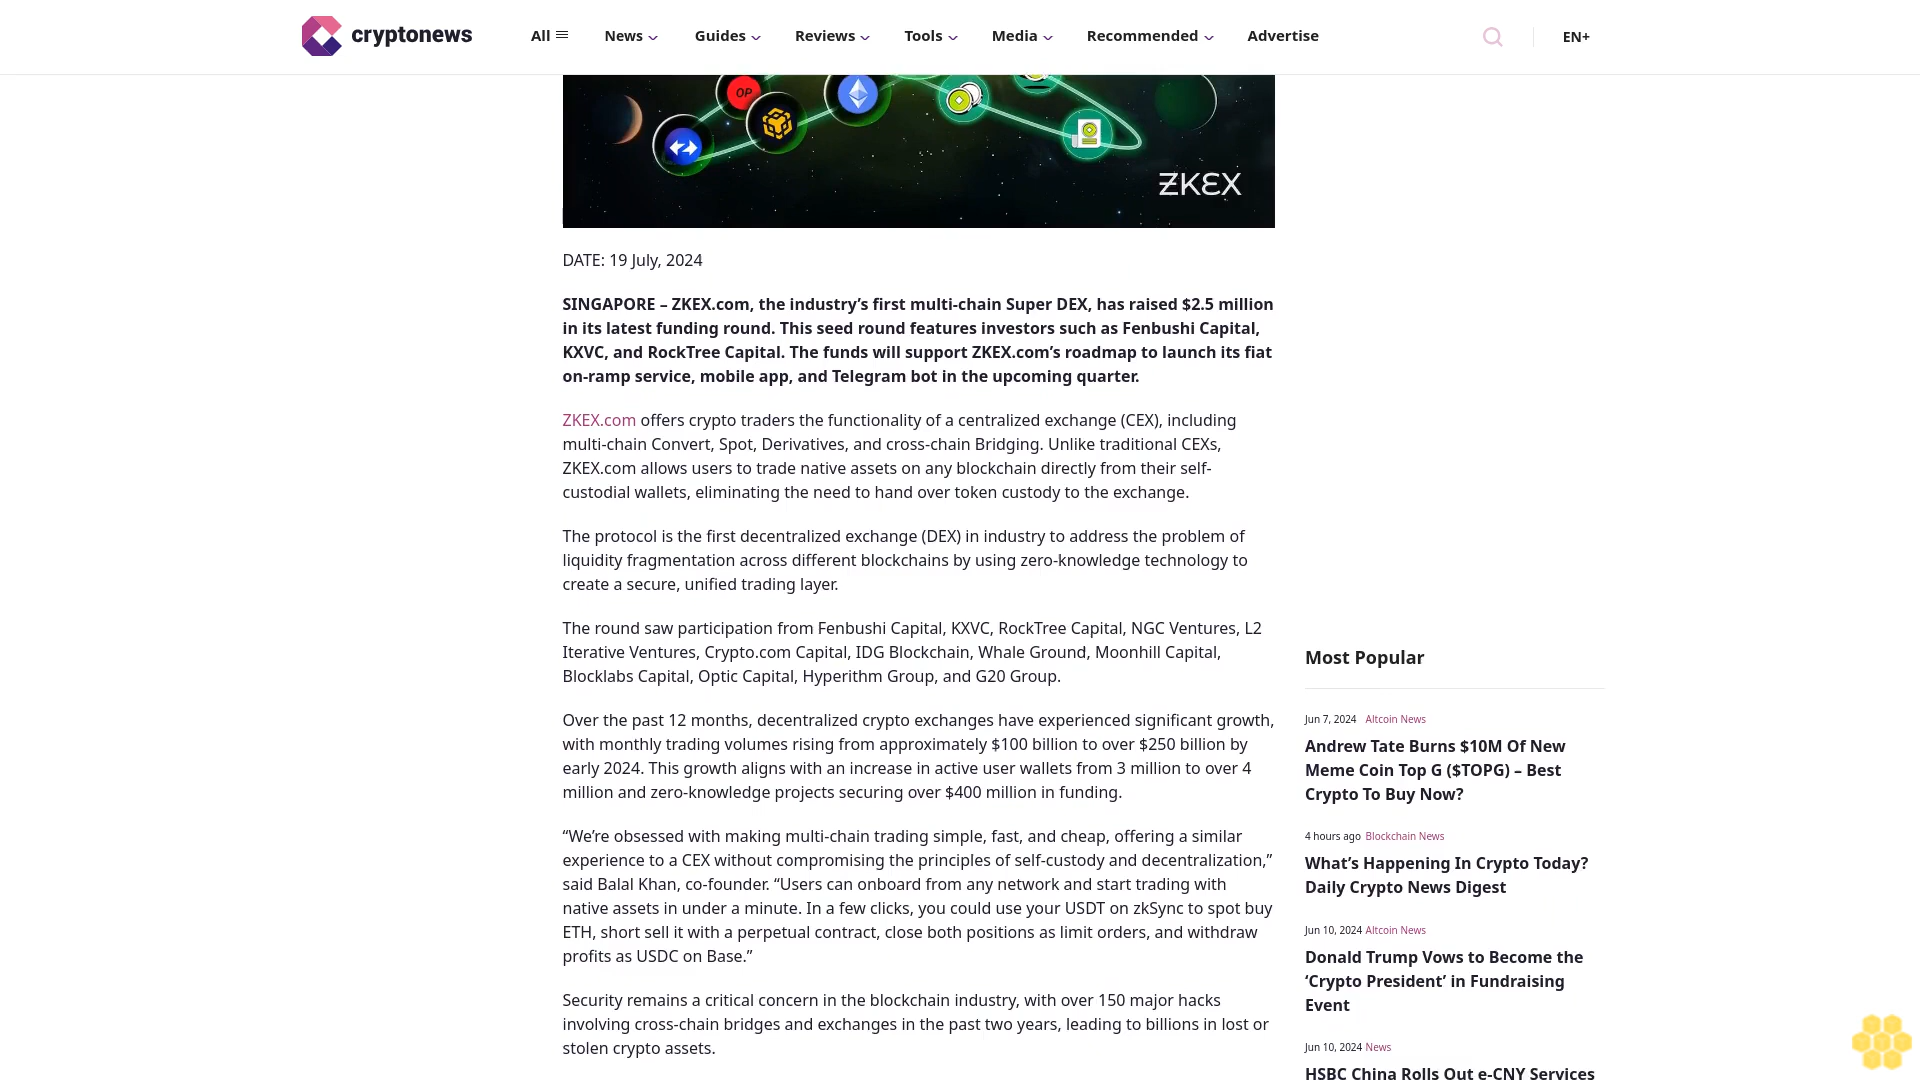 cryptonews
All
News
Guides
Reviews
Tools
Media
Recommended
Advertise
EN+
OP
ZKEX
DATE: 19 July, 2024
SINGAPORE – ZKEX.com, the industry’s first multi-chain Super DEX, has raised $2.5 million
in its latest funding round. This seed round features investors such as Fenbushi Capital,
KXVC, and RockTree Capital. The funds will support ZKEX.com’s roadmap to launch its fiat
on-ramp service, mobile app, and Telegram bot in the upcoming quarter.
ZKEX.com offers crypto traders the functionality of a centralized exchange (CEX), including
multi-chain Convert, Spot, Derivatives, and cross-chain Bridging. Unlike traditional CEXs,
ZKEX.com allows users to trade native assets on any blockchain directly from their self-
custodial wallets, eliminating the need to hand over token custody to the exchange.
The protocol is the first decentralized exchange (DEX) in industry to address the problem of
liquidity fragmentation across different blockchains by using zero-knowledge technology to
create a secure, unified trading layer.
The round saw participation from Fenbushi Capital, KXVC, RockTree Capital, NGC Ventures, L2
Iterative Ventures, Crypto.com Capital, IDG Blockchain, Whale Ground, Moonhill Capital,
Blocklabs Capital, Optic Capital, Hyperithm Group, and G20 Group.
Over the past 12 months, decentralized crypto exchanges have experienced significant growth,
with monthly trading volumes rising from approximately $100 billion to over $250 billion by
early 2024. This growth aligns with an increase in active user wallets from 3 million to over 4
million and zero-knowledge projects securing over $400 million in funding.
“We’re obsessed with making multi-chain trading simple, fast, and cheap, offering a similar
experience to a CEX without compromising the principles of self-custody and decentralization,”
said Balal Khan, co-founder. “Users can onboard from any network and start trading with
native assets in under a minute. In a few clicks, you could use your USDT on zkSync to spot buy
ETH, short sell it with a perpetual contract, close both positions as limit orders, and withdraw
profits as USDC on Base.”
Security remains a critical concern in the blockchain industry, with over 150 major hacks
involving cross-chain bridges and exchanges in the past two years, leading to billions in lost or
stolen crypto assets.
Most Popular
Jun 7, 2024 Altcoin News
Andrew Tate Burns $10M Of New
Meme Coin Top G ($TOPG) – Best
Crypto To Buy Now?
4 hours ago Blockchain News
What’s Happening In Crypto Today?
Daily Crypto News Digest
Jun 10, 2024 Altcoin News
Donald Trump Vows to Become the
‘Crypto President’ in Fundraising
Event
Jun 10, 2024 News
HSBC China Rolls Out e-CNY Services